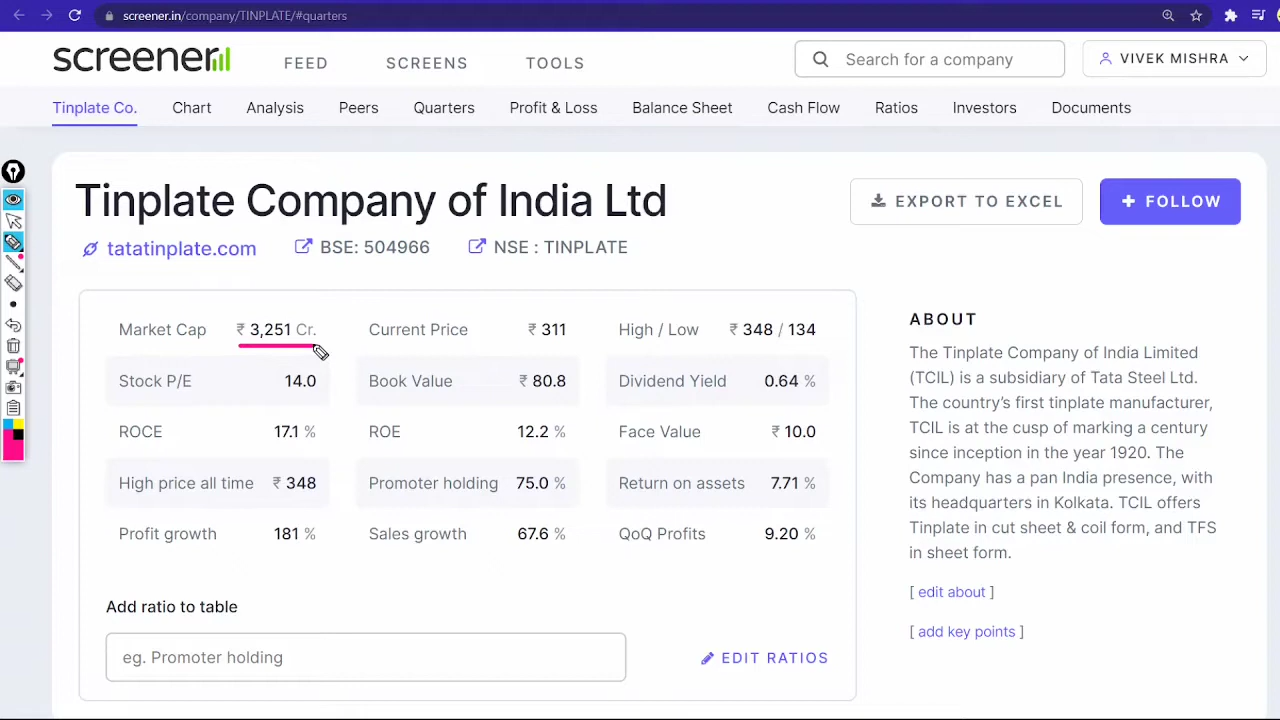 screener.in/company/TINPLATE/#quarters
screener
FEED SCREENS TOOLS
Search for a company
VIVEK MISHRA
Tinplate Co. Chart Analysis Peers Quarters Profit & Loss Balance Sheet Cash Flow Ratios Investors Documents
Tinplate Company of India Ltd
EXPORT TO EXCEL
FOLLOW
tatatinplate.com BSE: 504966 NSE : TINPLATE
Market Cap ₹ 3,251 Cr. Current Price ₹ 311 High / Low ₹ 348 / 134
Stock P/E 14.0 Book Value ₹ 80.8 Dividend Yield 0.64 %
ROCE 17.1 % ROE 12.2 % Face Value ₹ 10.0
High price all time ₹ 348 Promoter holding 75.0 % Return on assets 7.71 %
Profit growth 181 % Sales growth 67.6 % QoQ Profits 9.20 %
Add ratio to table
eg. Promoter holding
EDIT RATIOS
ABOUT
The Tinplate Company of India Limited
(TCIL) is a subsidiary of Tata Steel Ltd.
The country's first tinplate manufacturer,
TCIL is at the cusp of marking a century
since inception in the year 1920. The
Company has a pan India presence, with
its headquarters in Kolkata. TCIL offers
Tinplate in cut sheet & coil form, and TFS
in sheet form.
[ edit about ]
[ add key points ]